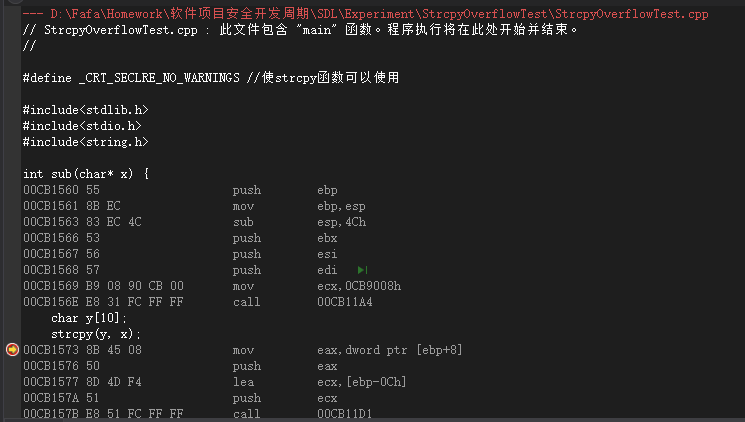 --- D:\Fafa\Homework\软件项目安全开发周期\SDL\Experiment\StrcpyOverflowTest\StrcpyOverflowTest.cpp
// StrcpyOverflowTest.cpp : 此文件包含 "main" 函数。程序执行将在此处开始并结束。
//
#define _CRT_SECLRE_NO_WARNINGS //使strcpy函数可以使用
#include<stdlib.h>
#include<stdio.h>
#include<string.h>
int sub(char* x) {
00CB1560 55 push ebp
00CB1561 8B EC mov ebp,esp
00CB1563 83 EC 4C sub esp,4Ch
00CB1566 53 push ebx
00CB1567 56 push esi
00CB1568 57 push edi
00CB1569 B9 08 90 CB 00 mov ecx,0CB9008h
00CB156E E8 31 FC FF FF call 00CB11A4
char y[10];
strcpy(y, x);
00CB1573 8B 45 08 mov eax,dword ptr [ebp+8]
00CB1576 50 push eax
00CB1577 8D 4D F4 lea ecx,[ebp-0Ch]
00CB157A 51 push ecx
00CB157B E8 51 FC FF FF call 00CB11D1